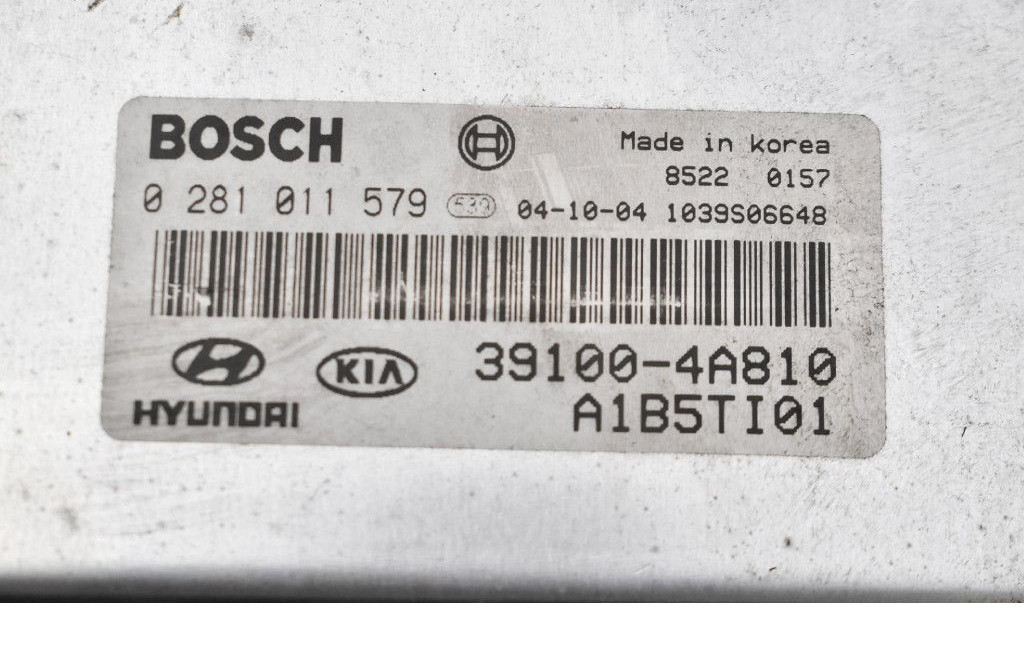 BOSCH
Made in korea
8522 0157
0 281 011 579 539 04-10-04 1039S06648
39100-4A810
KIA
HYUNDAI
A1B5TI01